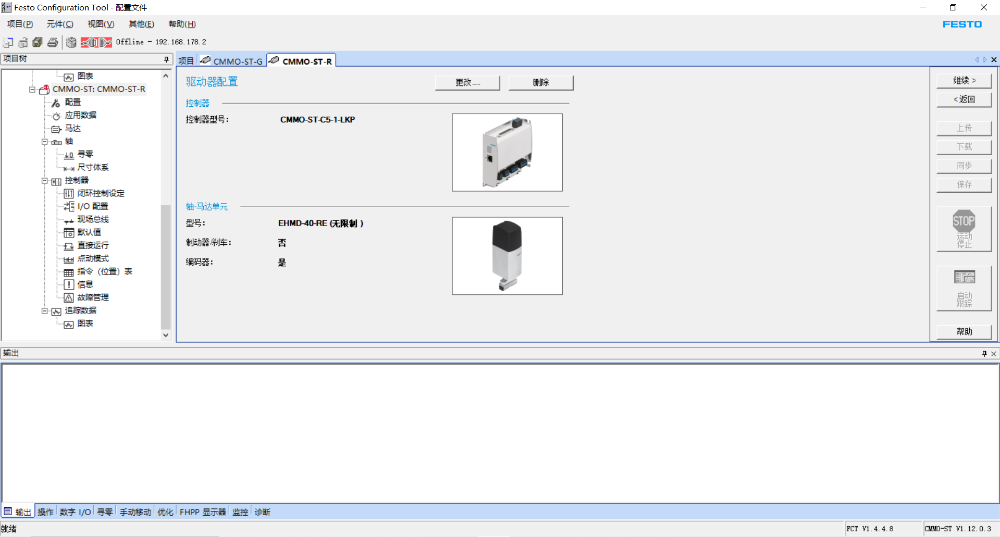 Festo Configuration Tool - 配置文件
项目(P) 元件(C) 视图(V) 其他(E) 帮助(H)
FESTO
Offline - 192.168.178.2
项目树
图表
CMMO-ST: CMMO-ST-R
配置
应用数据
马达
轴
寻零
尺寸体系
控制器
闭环控制设定
I/O 配置
现场总线
默认值
直接运行
点动模式
指令（位置）表
信息
故障管理
追踪数据
图表
项目 CMMO-ST-G CMMO-ST-R
驱动器配置
更改......
删除
控制器
控制器型号: CMMO-ST-C5-1-LKP
轴-马达单元
型号: EHMD-40-RE (无限制 )
制动器/刹车: 否
编码器: 是
继续 >
< 返回
上传
下载
同步
保存
STOP
运动
停止
启动
跟踪
帮助
输出
输出 操作 数字 I/O 寻零 手动移动 优化 FHPP 显示器 监控 诊断
就绪
FCT V1.4.4.8
CMMO-ST V1.12.0.3